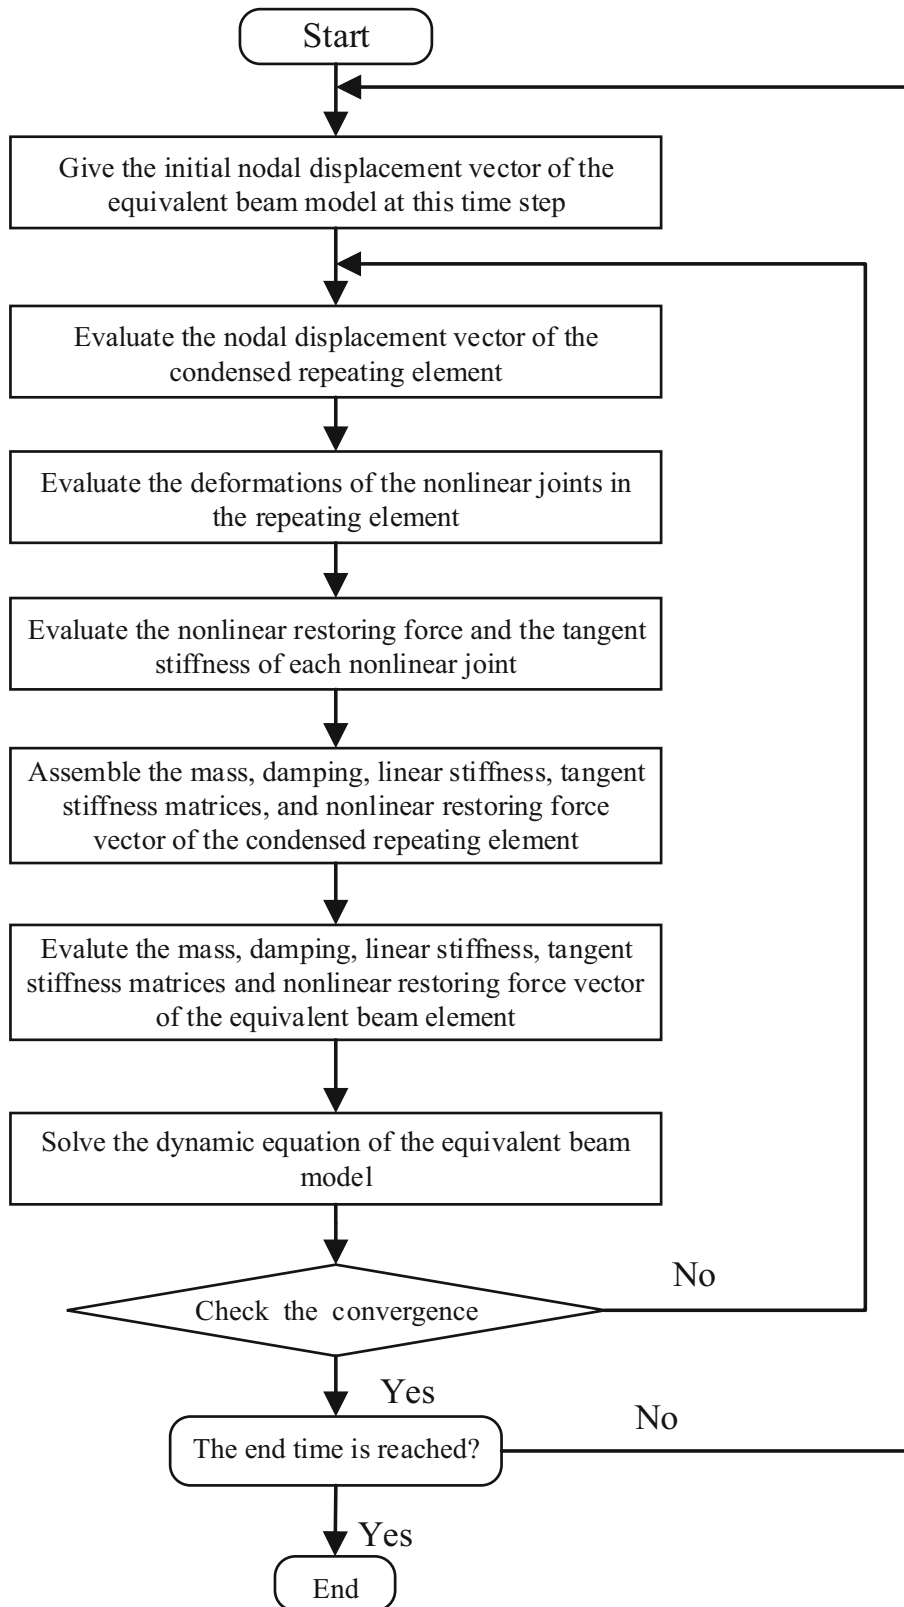 Start
Give the initial nodal displacement vector of the
equivalent beam model at this time step
Evaluate the nodal displacement vector of the
condensed repeating element
Evaluate the deformations of the nonlinear joints in
the repeating element
Evaluate the nonlinear restoring force and the tangent
stiffness of each nonlinear joint
Assemble the mass, damping, linear stiffness, tangent
stiffness matrices, and nonlinear restoring force
vector of the condensed repeating element
Evalute the mass, damping, linear stiffness, tangent
stiffness matrices and nonlinear restoring force vector
of the equivalent beam element
Solve the dynamic equation of the equivalent beam
model
No
Check the convergence
Yes
No
The end time is reached?
Yes
End